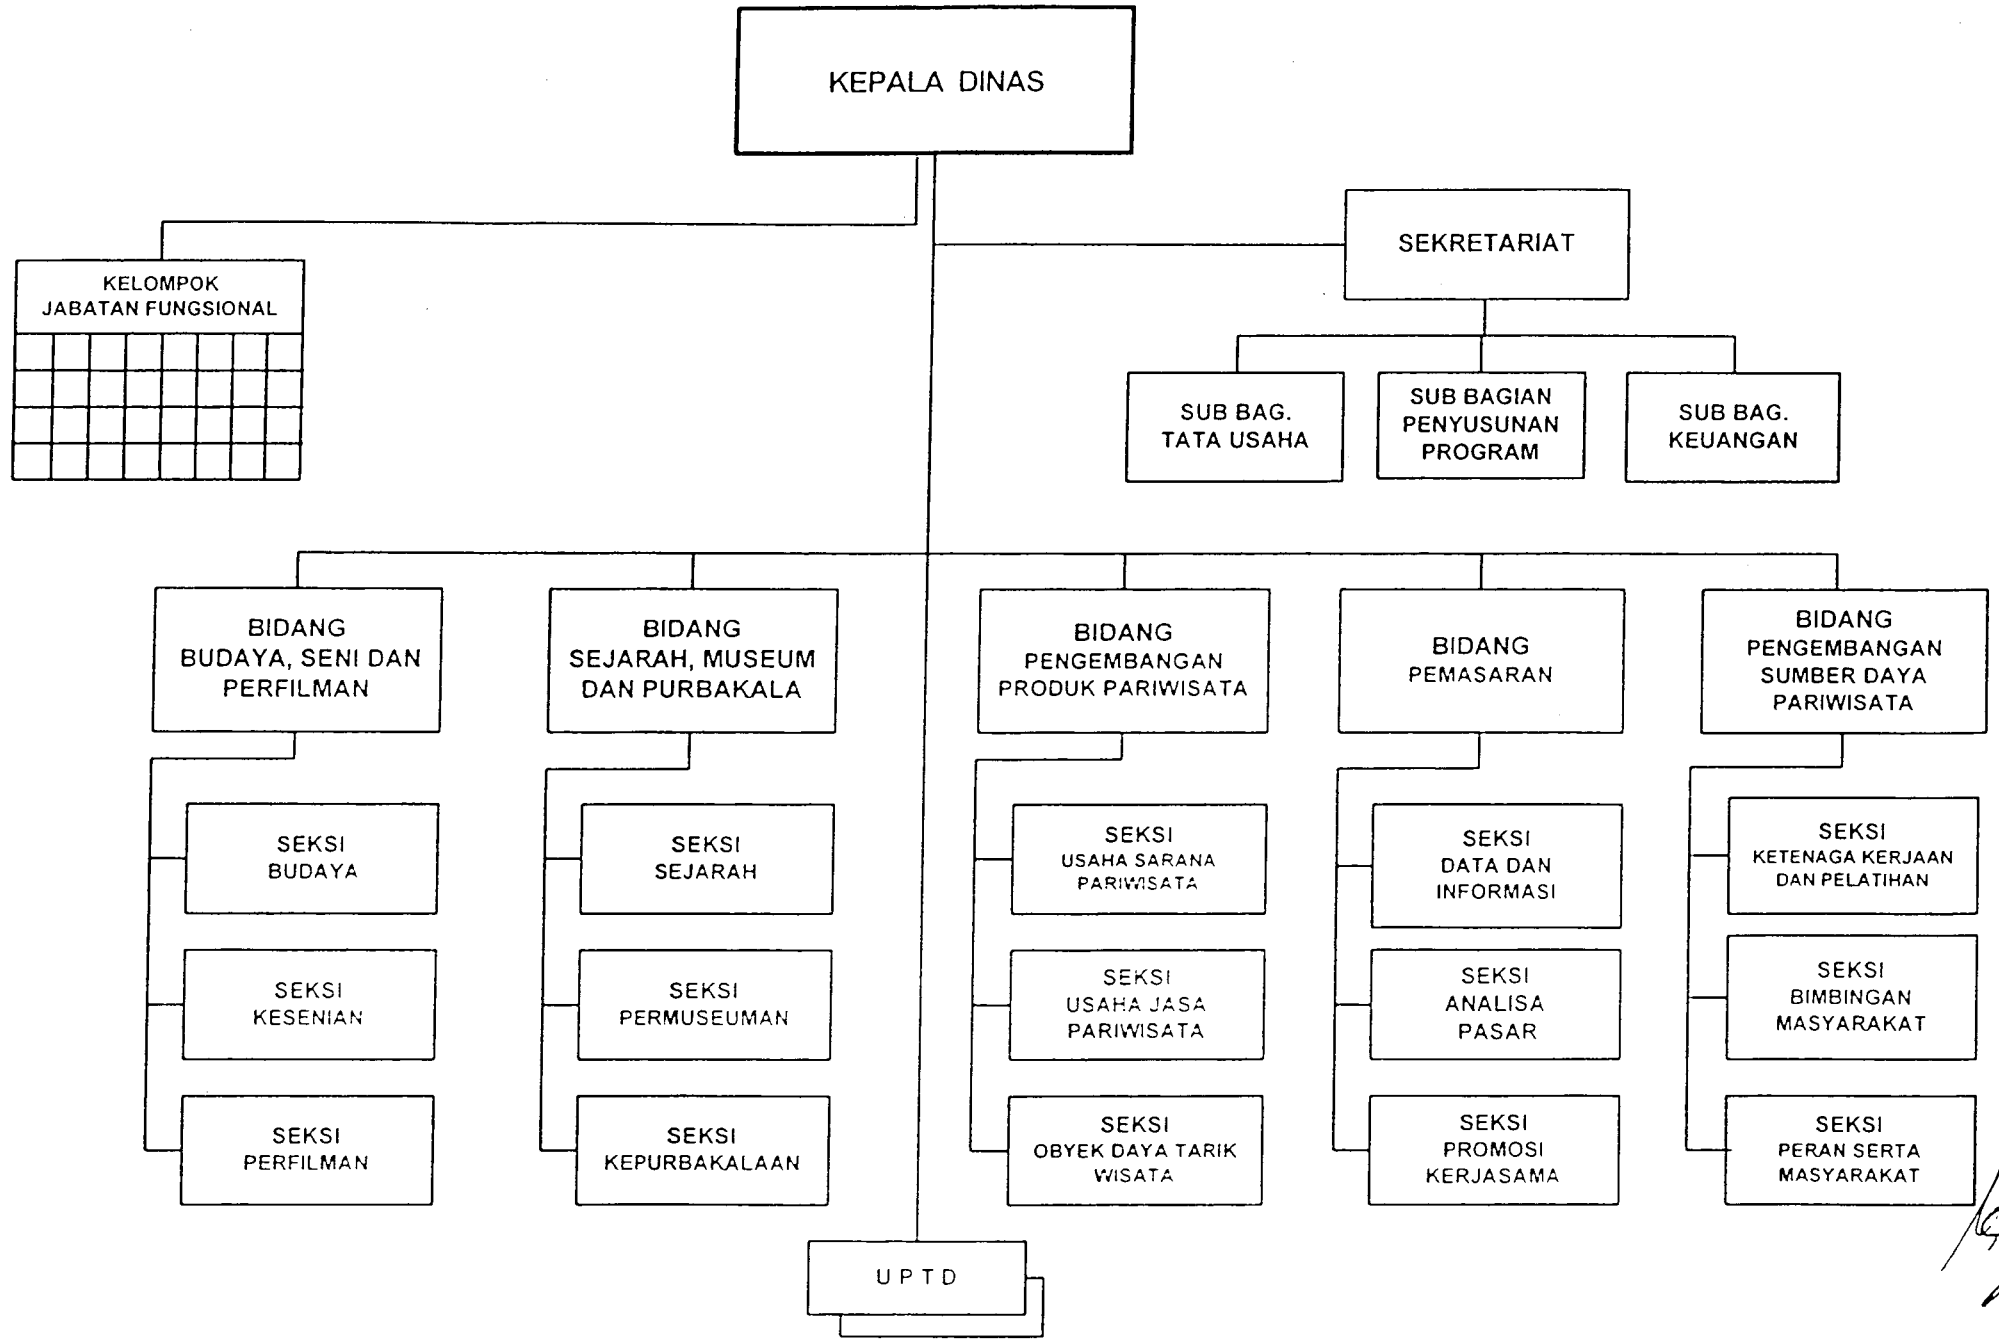 KEPALA DINAS
SEKRETARIAT
KELOMPOK
JABATAN FUNGSIONAL
SUB BAG.
TATA USAHA
SUB BAGIAN
PENYUSUNAN
PROGRAM
SUB BAG.
KEUANGAN
BIDANG
BUDAYA, SENI DAN
PERFILMAN
BIDANG
SEJARAH, MUSEUM
DAN PURBAKALA
BIDANG
PENGEMBANGAN
PRODUK PARIWISATA
BIDANG
PEMASARAN
BIDANG
PENGEMBANGAN
SUMBER DAYA
PARIWISATA
SEKSI
BUDAYA
SEKSI
KESENIAN
SEKSI
PERFILMAN
SEKSI
SEJARAH
SEKSI
PERMUSEUMAN
SEKSI
KEPURBAKALAAN
SEKSI
USAHA SARANA
PARIWISATA
SEKSI
USAHA JASA
PARIWISATA
SEKSI
OBYEK DAYA TARIK
WISATA
SEKSI
DATA DAN
INFORMASI
SEKSI
ANALISA
PASAR
SEKSI
PROMOSI
KERJASAMA
SEKSI
KETENAGA KERJAAN
DAN PELATIHAN
SEKSI
BIMBINGAN
MASYARAKAT
SEKSI
PERAN SERTA
MASYARAKAT
U P T D